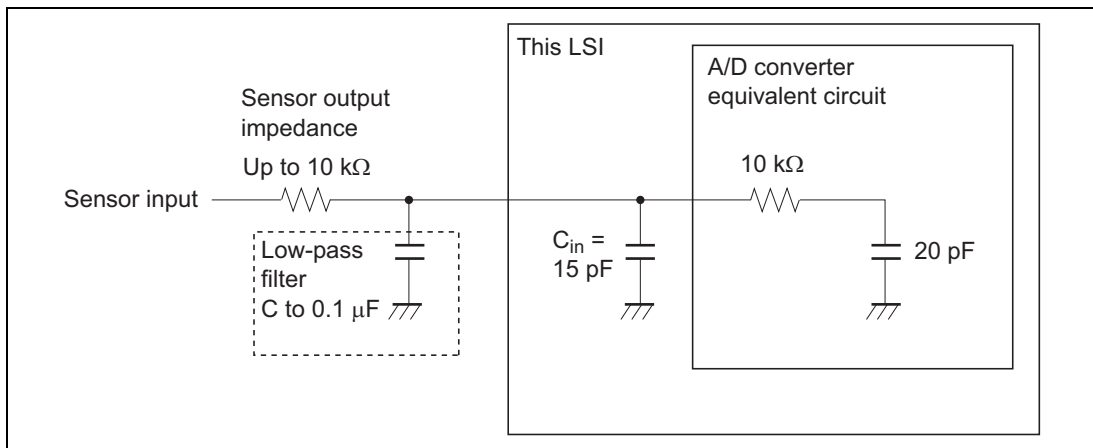 This LSI
A/D converter
equivalent circuit
Sensor output
impedance
Up to 10 kΩ
10 kΩ
Sensor input
Low-pass
filter
C to 0.1 μF
Cin =
15 pF
20 pF